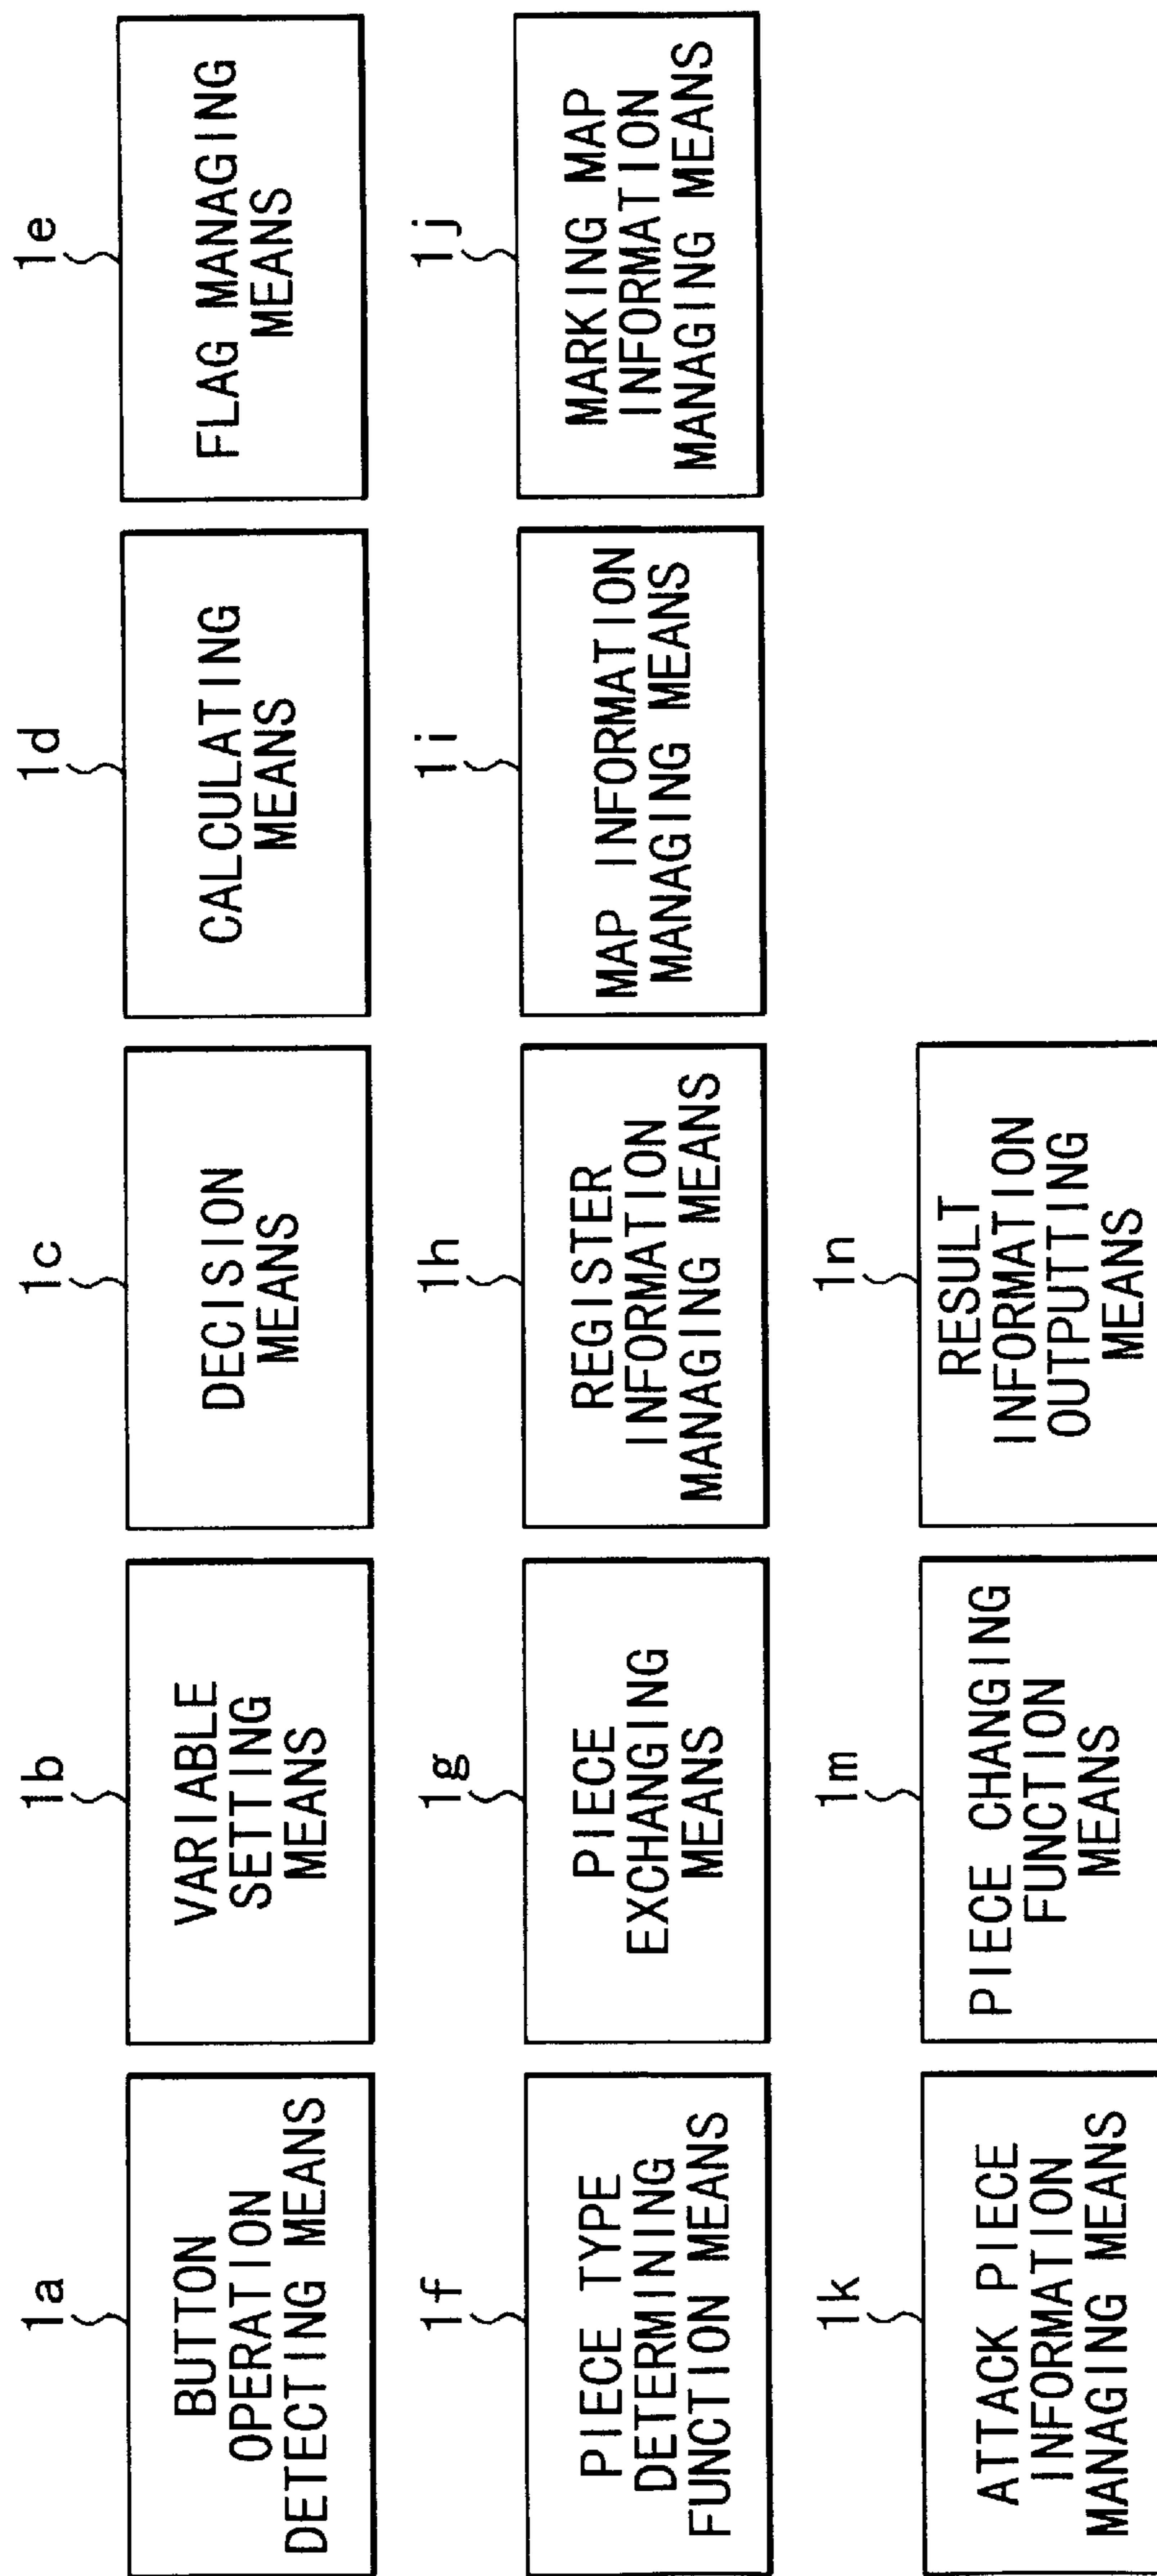 1a
BUTTON
OPERATION
DETECTING MEANS
1b
VARIABLE
SETTING
MEANS
1c
DECISION
MEANS
1d
CALCULATING
MEANS
1e
FLAG MANAGING
MEANS
1f
PIECE TYPE
DETERMINING
FUNCTION MEANS
1g
PIECE
EXCHANGING
MEANS
1h
REGISTER
INFORMATION
MANAGING MEANS
1i
MAP INFORMATION
MANAGING MEANS
1j
MARKING MAP
INFORMATION
MANAGING MEANS
1k
ATTACK PIECE
INFORMATION
MANAGING MEANS
1m
PIECE CHANGING
FUNCTION
MEANS
1n
RESULT
INFORMATION
OUTPUTTING
MEANS